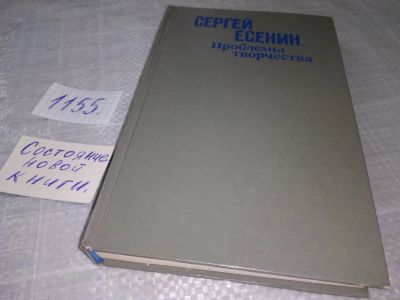 СЕРГЕЙ
ЕСЕНИН.
Проблемы
творчества
1155.
Состояние
новой
книги.